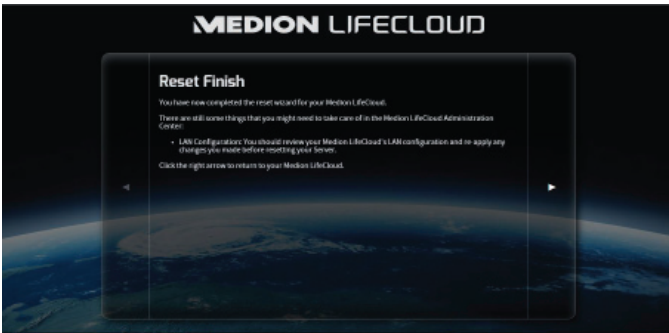 MEDION LIFECLOUD
Reset Finish
You have now completed the reset wizard for your Medion LifeCloud.
There are still some things that you might need to take care of in the Medion LifeCloud Administration
Center:
• LAN Configuration: You should review your Medion LifeCloud's LAN configuration and re-apply any
changes you made before resetting your Server.
Click the right arrow to return to your Medion LifeCloud.